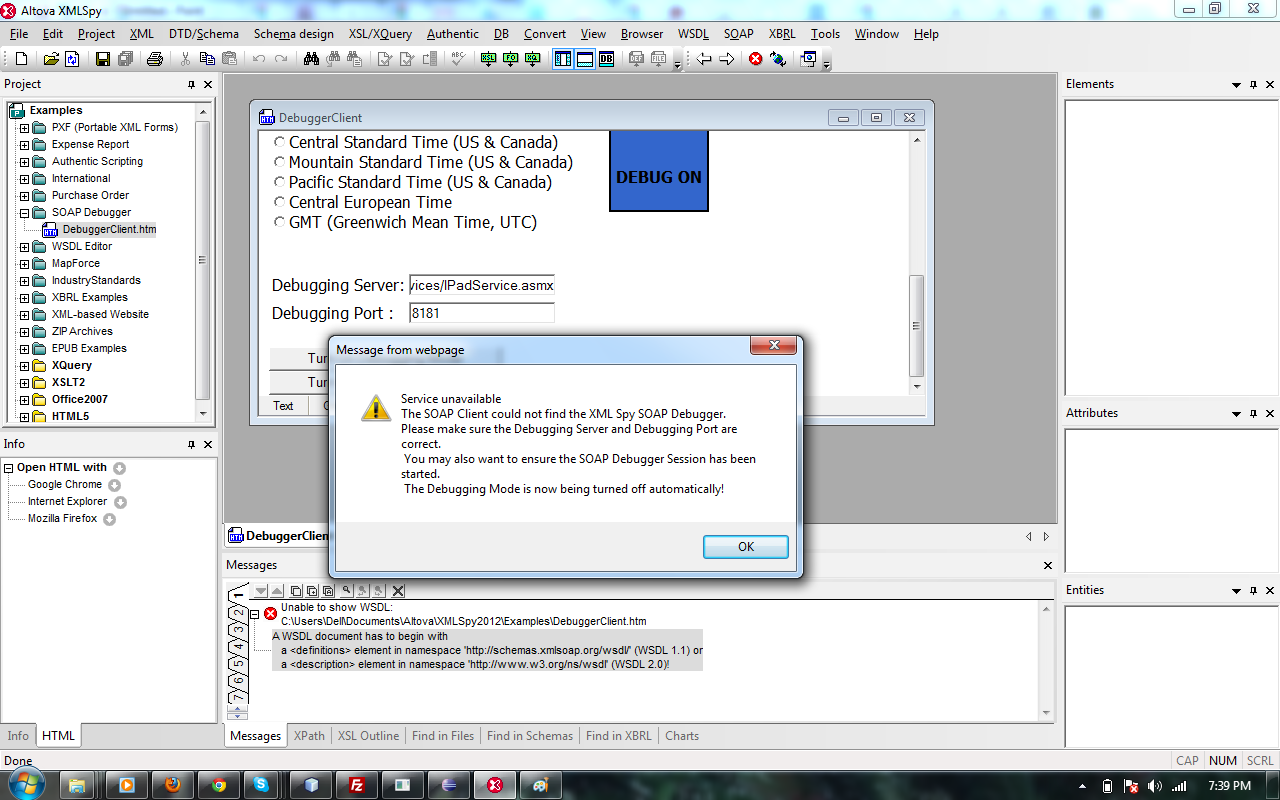 Altova XMLSpy
File Edit Project XML DTD/Schema Schema design XSL/XQuery Authentic DB Convert View Browser WSDL SOAP XBRL Tools Window Help
Project
Examples
PXF (Portable XML Forms)
Expense Report
Authentic Scripting
International
Purchase Order
SOAP Debugger
DebuggerClient.htm
WSDL Editor
MapForce
IndustryStandards
XBRL Examples
XML-based Website
ZIP Archives
EPUB Examples
XQuery
XSLT2
Office2007
HTML5
Info
Open HTML with
Google Chrome
Internet Explorer
Mozilla Firefox
Info HTML
DebuggerClient
Central Standard Time (US & Canada)
Mountain Standard Time (US & Canada)
Pacific Standard Time (US & Canada)
Central European Time
GMT (Greenwich Mean Time, UTC)
DEBUG ON
Debugging Server: vices/IPadService.asmx
Debugging Port : 8181
Tur
Tur
Text
Message from webpage
Service unavailable
The SOAP Client could not find the XML Spy SOAP Debugger.
Please make sure the Debugging Server and Debugging Port are
correct.
You may also want to ensure the SOAP Debugger Session has been
started.
The Debugging Mode is now being turned off automatically!
OK
DebuggerClient
Messages
1
2
3
4
5
6
7
Unable to show WSDL:
C:\Users\Dell\Documents\Altova\XMLSpy2012\Examples\DebuggerClient.htm
A WSDL document has to begin with
a <definitions> element in namespace 'http://schemas.xmlsoap.org/wsdl/' (WSDL 1.1) or
a <description> element in namespace 'http://www.w3.org/ns/wsdl' (WSDL 2.0)!
Messages XPath XSL Outline Find in Files Find in Schemas Find in XBRL Charts
Elements
Attributes
Entities
Done
CAP NUM SCRL
7:39 PM